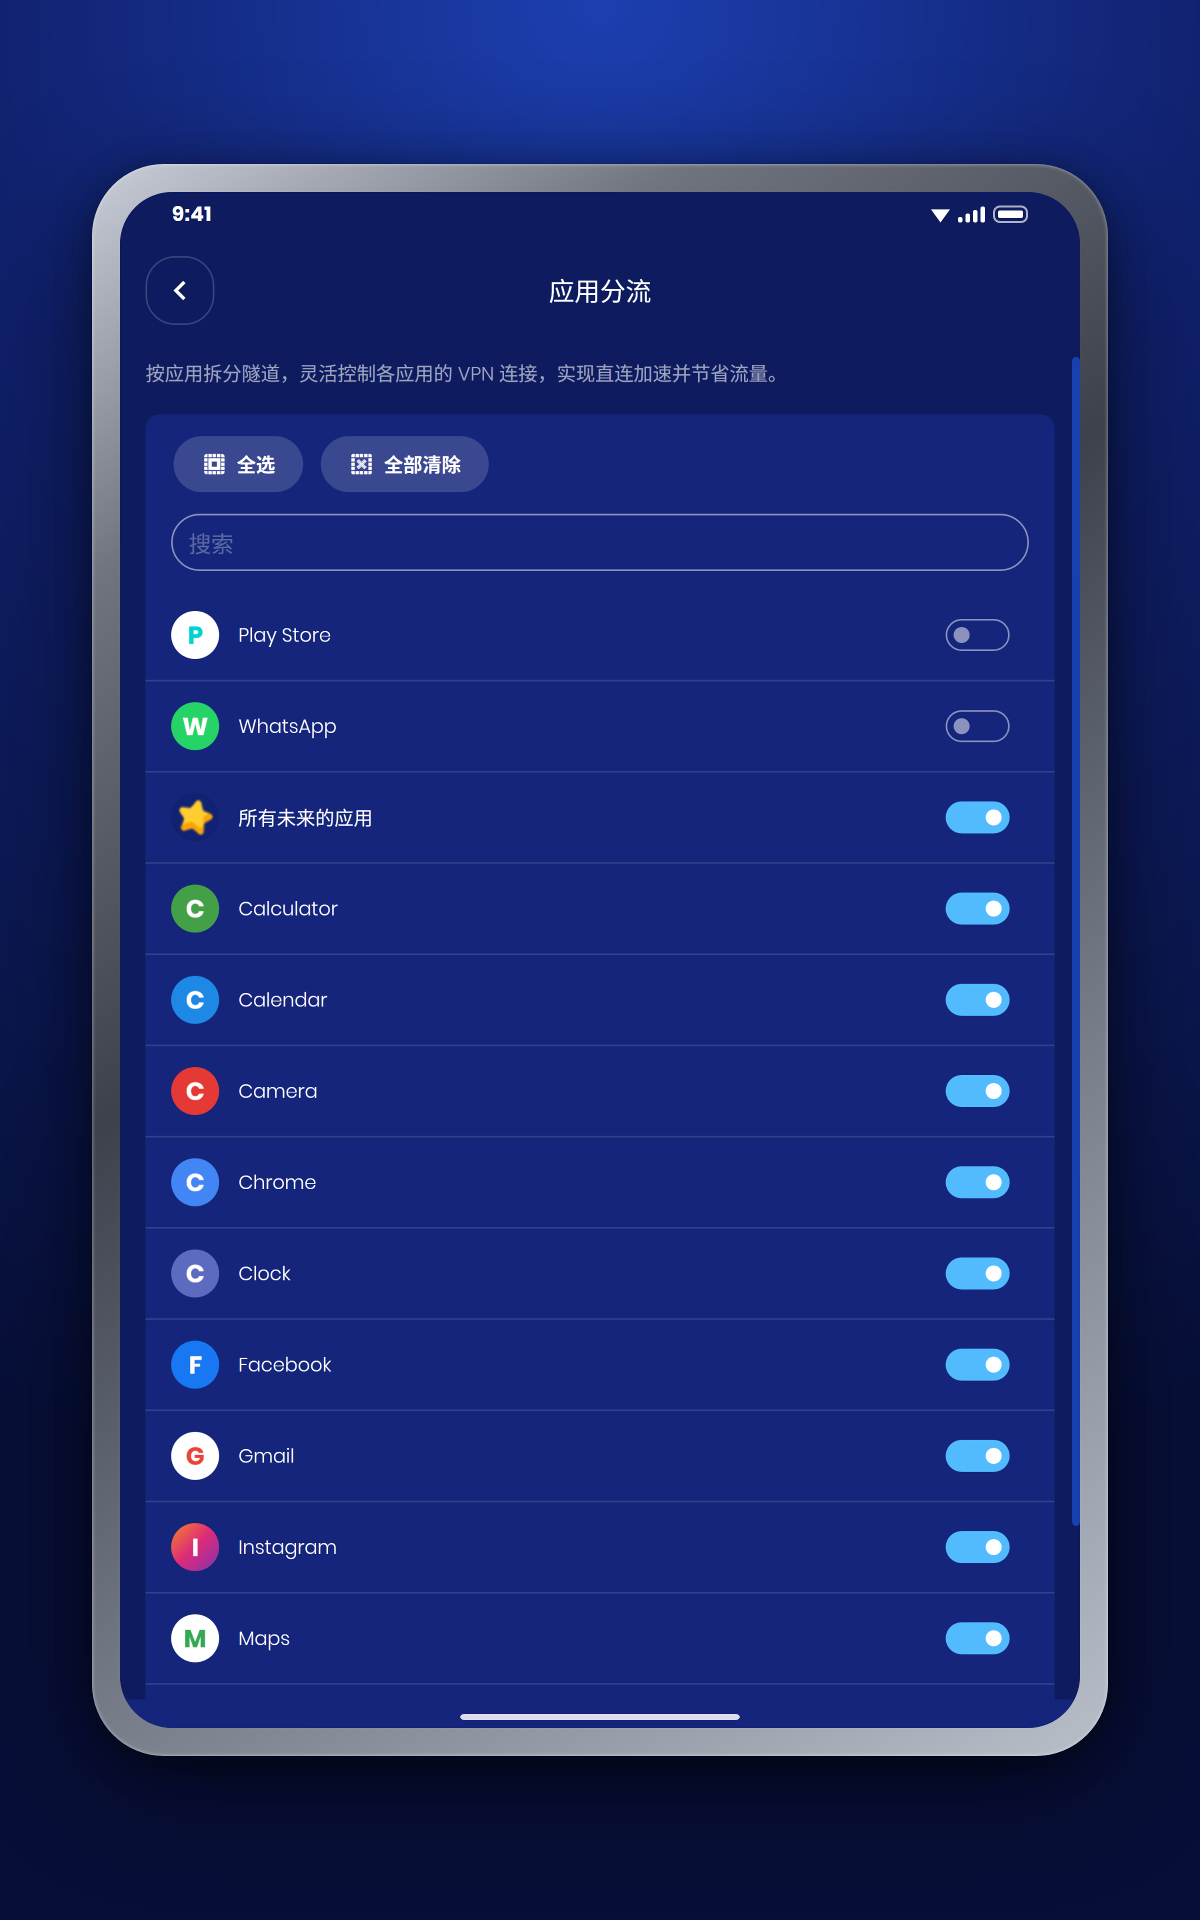 9:41
应用分流
按应用拆分隧道，灵活控制各应用的 VPN 连接，实现直连加速并节省流量。
全选
全部清除
搜索
P Play Store
W WhatsApp
所有未来的应用
C Calculator
C Calendar
C Camera
C Chrome
C Clock
F Facebook
G Gmail
I Instagram
M Maps